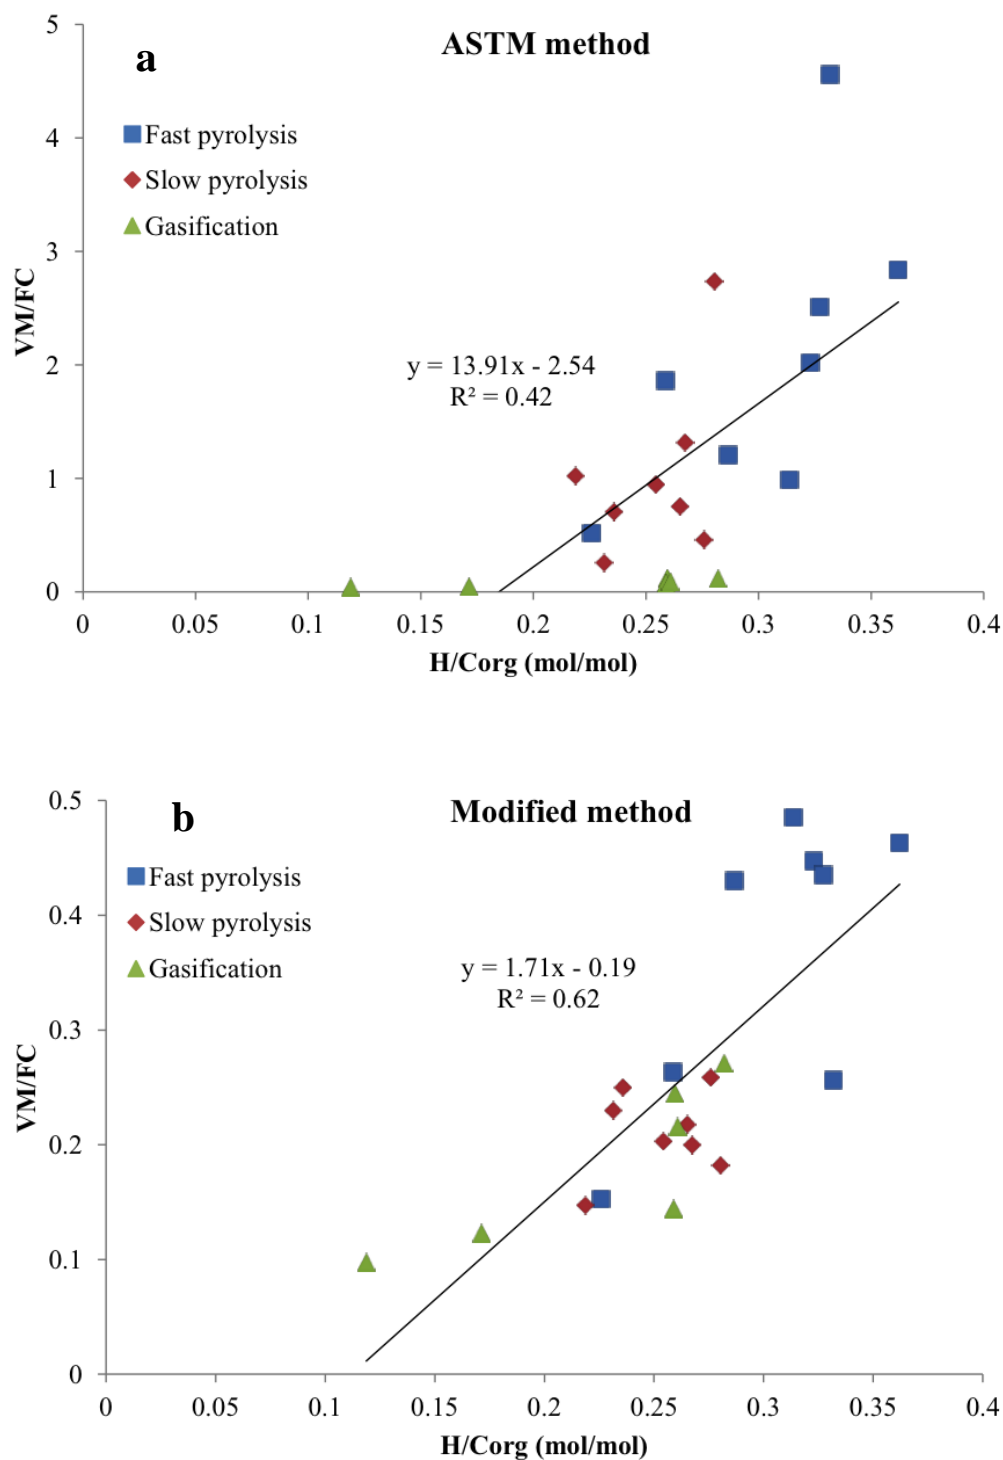 a
ASTM method
5
4
3
2
1
0
VM/FC
Fast pyrolysis
Slow pyrolysis
Gasification
y = 13.91x - 2.54
R² = 0.42
0 0.05 0.1 0.15 0.2 0.25 0.3 0.35 0.4
H/Corg (mol/mol)
b
Modified method
0.5
0.4
0.3
0.2
0.1
0
VM/FC
Fast pyrolysis
Slow pyrolysis
Gasification
y = 1.71x - 0.19
R² = 0.62
0 0.05 0.1 0.15 0.2 0.25 0.3 0.35 0.4
H/Corg (mol/mol)